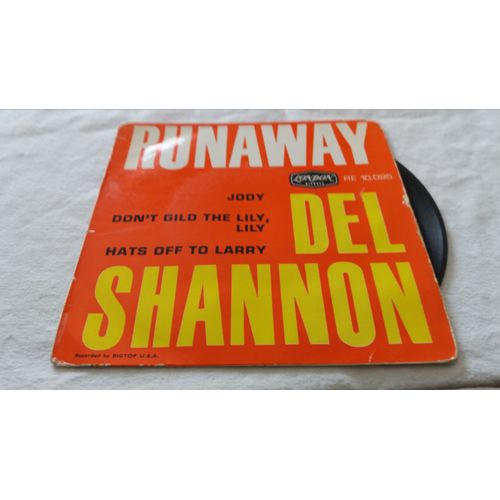 RUNAWAY
LONDON
RE 10.095
JODY
DON'T GILD THE LILY,
LILY
HATS OFF TO LARRY
DEL
SHANNON
Recorded by BIGTOP U.S.A.